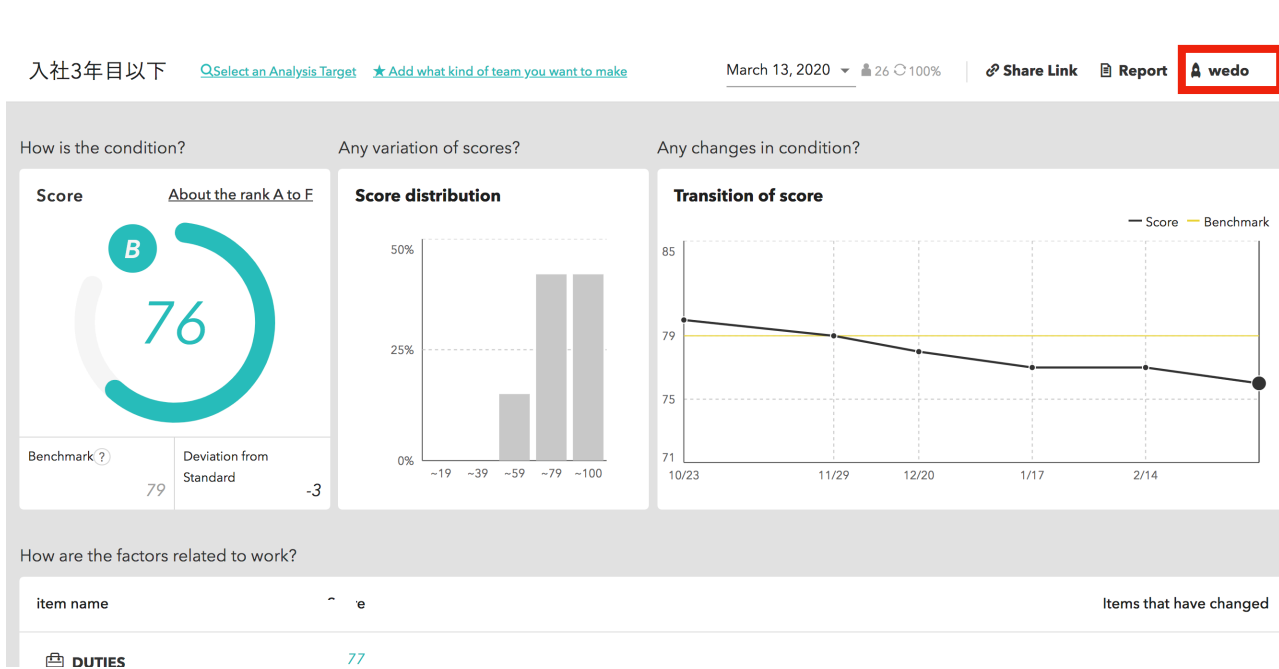 入社3年目以下
Select an Analysis Target
Add what kind of team you want to make
March 13, 2020
26 100%
Share Link
Report
wedo
How is the condition?
Any variation of scores?
Any changes in condition?
Score
About the rank A to F
B
76
Benchmark ?
79
Deviation from
Standard
-3
Score distribution
50%
25%
0%
~19 ~39 ~59 ~79 ~100
Transition of score
Score Benchmark
85
79
75
71
10/23 11/29 12/20 1/17 2/14
How are the factors related to work?
item name
Items that have changed
DUTIES
77